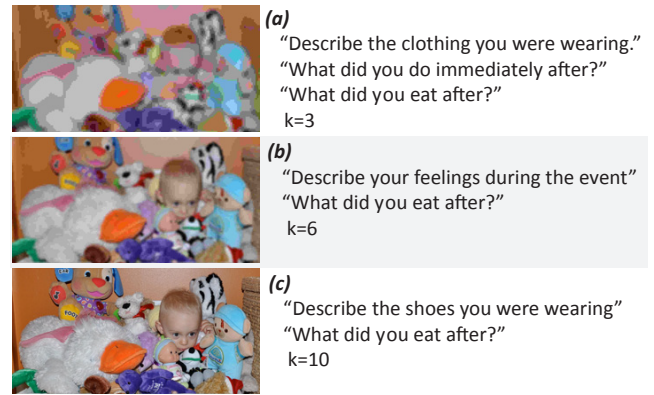 (a)
“Describe the clothing you were wearing.”
“What did you do immediately after?”
“What did you eat after?”
k=3
(b)
“Describe your feelings during the event”
“What did you eat after?”
k=6
(c)
“Describe the shoes you were wearing”
“What did you eat after?”
k=10